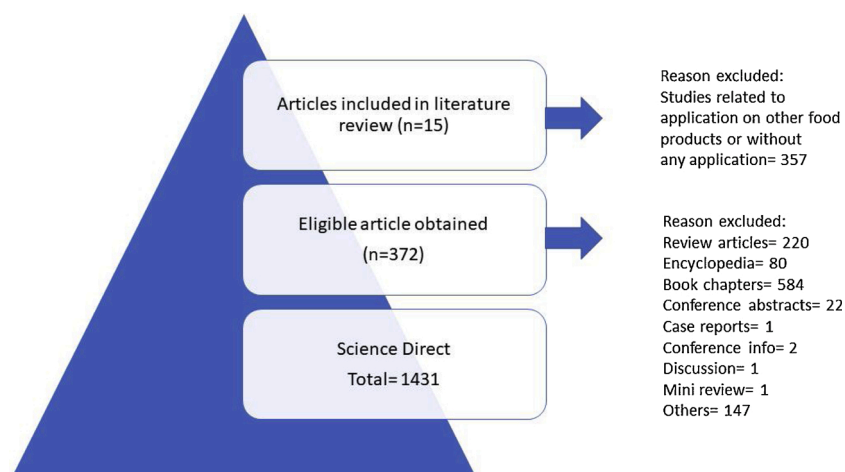 Articles included in literature
review (n=15)
Reason excluded:
Studies related to
application on other food
products or without
any application= 357
Eligible article obtained
(n=372)
Reason excluded:
Review articles= 220
Encyclopedia= 80
Book chapters= 584
Conference abstracts= 22
Case reports= 1
Conference info= 2
Discussion= 1
Mini review= 1
Others= 147
Science Direct
Total= 1431